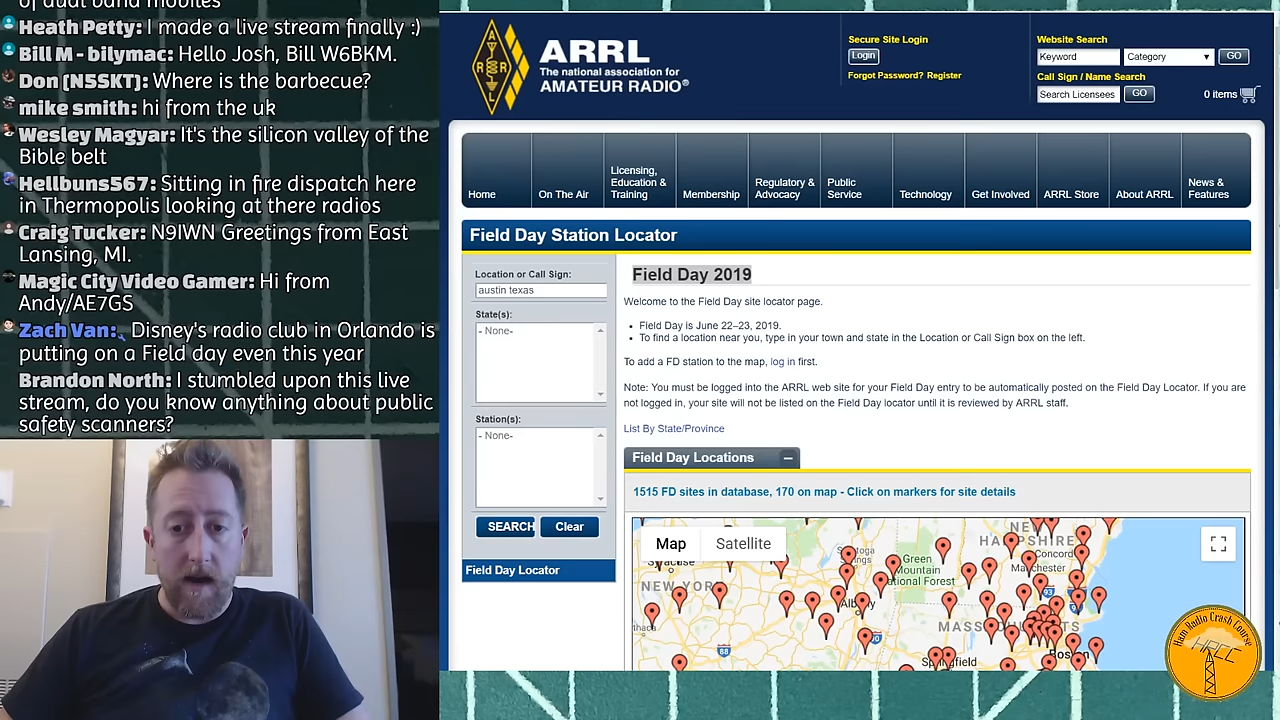 of dual band mobiles
Heath Petty: I made a live stream finally :)
Bill M - bilymac: Hello Josh, Bill W6BKM.
Don (N5SKT): Where is the barbecue?
mike smith: hi from the uk
Wesley Magyar: It's the silicon valley of the
Bible belt
Hellbuns567: Sitting in fire dispatch here
in Thermopolis looking at there radios
Craig Tucker: N9IWN Greetings from East
Lansing, MI.
Magic City Video Gamer: Hi from
Andy/AE7GS
Zach Van: Disney's radio club in Orlando is
putting on a Field day even this year
Brandon North: I stumbled upon this live
stream, do you know anything about public
safety scanners?
A
R R
L
ARRL
The national association for
AMATEUR RADIO®
Secure Site Login
Login
Forgot Password? Register
Website Search
Keyword Category GO
Call Sign / Name Search
Search Licensees GO
0 items
Home
On The Air
Licensing,
Education &
Training
Membership
Regulatory &
Advocacy
Public
Service
Technology
Get Involved
ARRL Store
About ARRL
News &
Features
Field Day Station Locator
Location or Call Sign:
austin texas
State(s):
- None-
Station(s):
- None-
SEARCH Clear
Field Day Locator
Field Day 2019
Welcome to the Field Day site locator page.
Field Day is June 22–23, 2019.
To find a location near you, type in your town and state in the Location or Call Sign box on the left.
To add a FD station to the map, log in first.
Note: You must be logged into the ARRL web site for your Field Day entry to be automatically posted on the Field Day Locator. If you
are not logged in, your site will not be listed on the Field Day locator until it is reviewed by ARRL staff.
List By State/Province
Field Day Locations
1515 FD sites in database, 170 on map - Click on markers for site details
Map Satellite
Syracuse
NEW YORK
88
90
Green
Mountain
National Forest
NEW
HAMPSHIRE
Concord
Manchester
93
Boston
Springfield
Ham Radio Crash Course